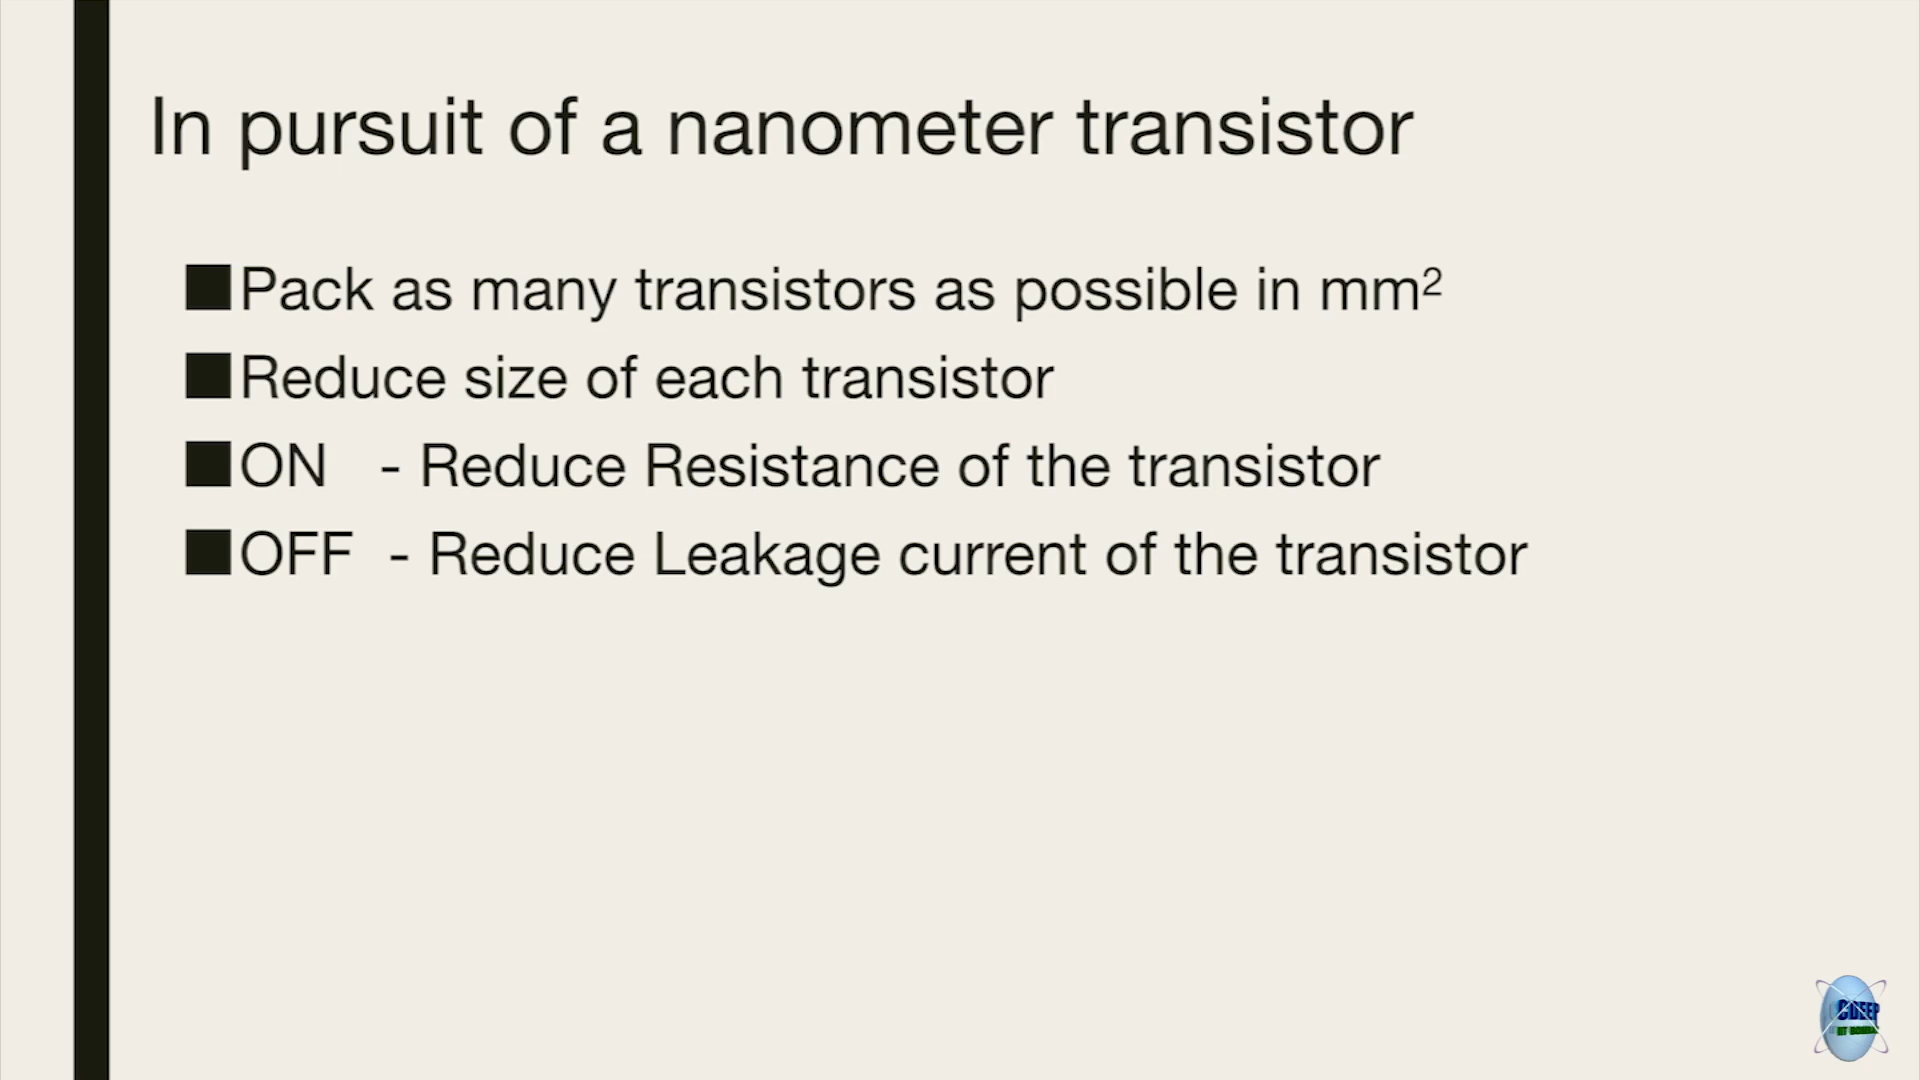 In pursuit of a nanometer transistor
■Pack as many transistors as possible in mm²
■Reduce size of each transistor
■ON - Reduce Resistance of the transistor
■OFF - Reduce Leakage current of the transistor
CDEEP